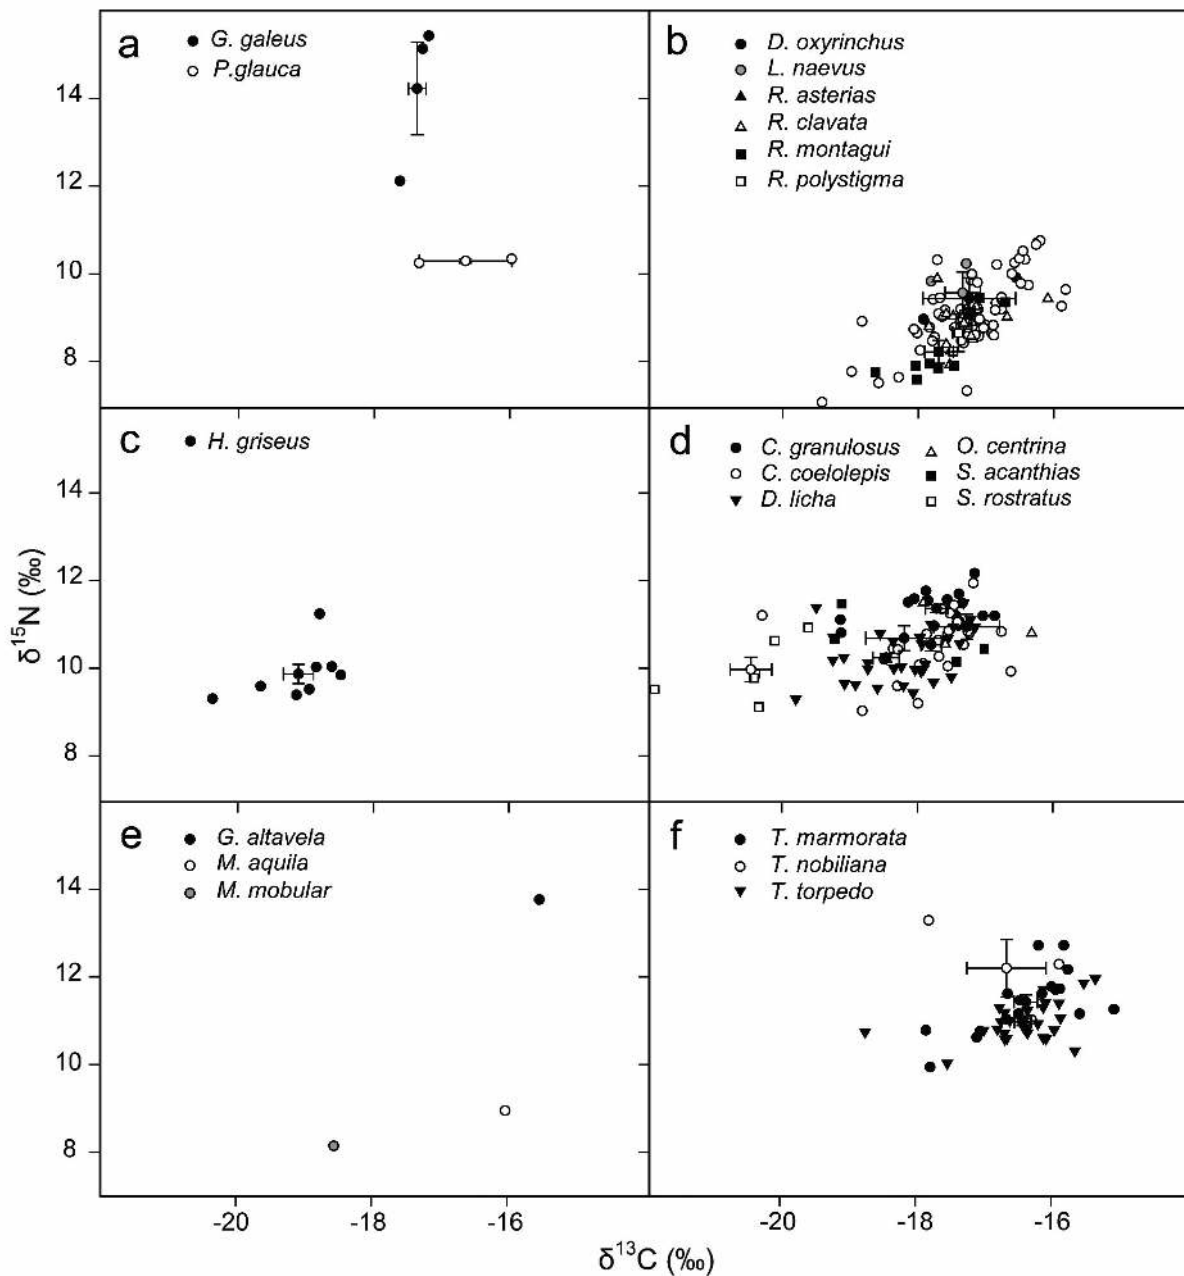 a
G. galeus
P.glauca
14
12
10
8
b
D. oxyrinchus
L. naevus
R. asterias
R. clavata
R. montagui
R. polystigma
c
H. griseus
14
12
10
8
d
C. granulosus
C. coelolepis
D. licha
O. centrina
S. acanthias
S. rostratus
δ15N (‰)
e
G. altavela
M. aquila
M. mobular
14
12
10
8
f
T. marmorata
T. nobiliana
T. torpedo
-20 -18 -16 -20 -18 -16
δ13C (‰)